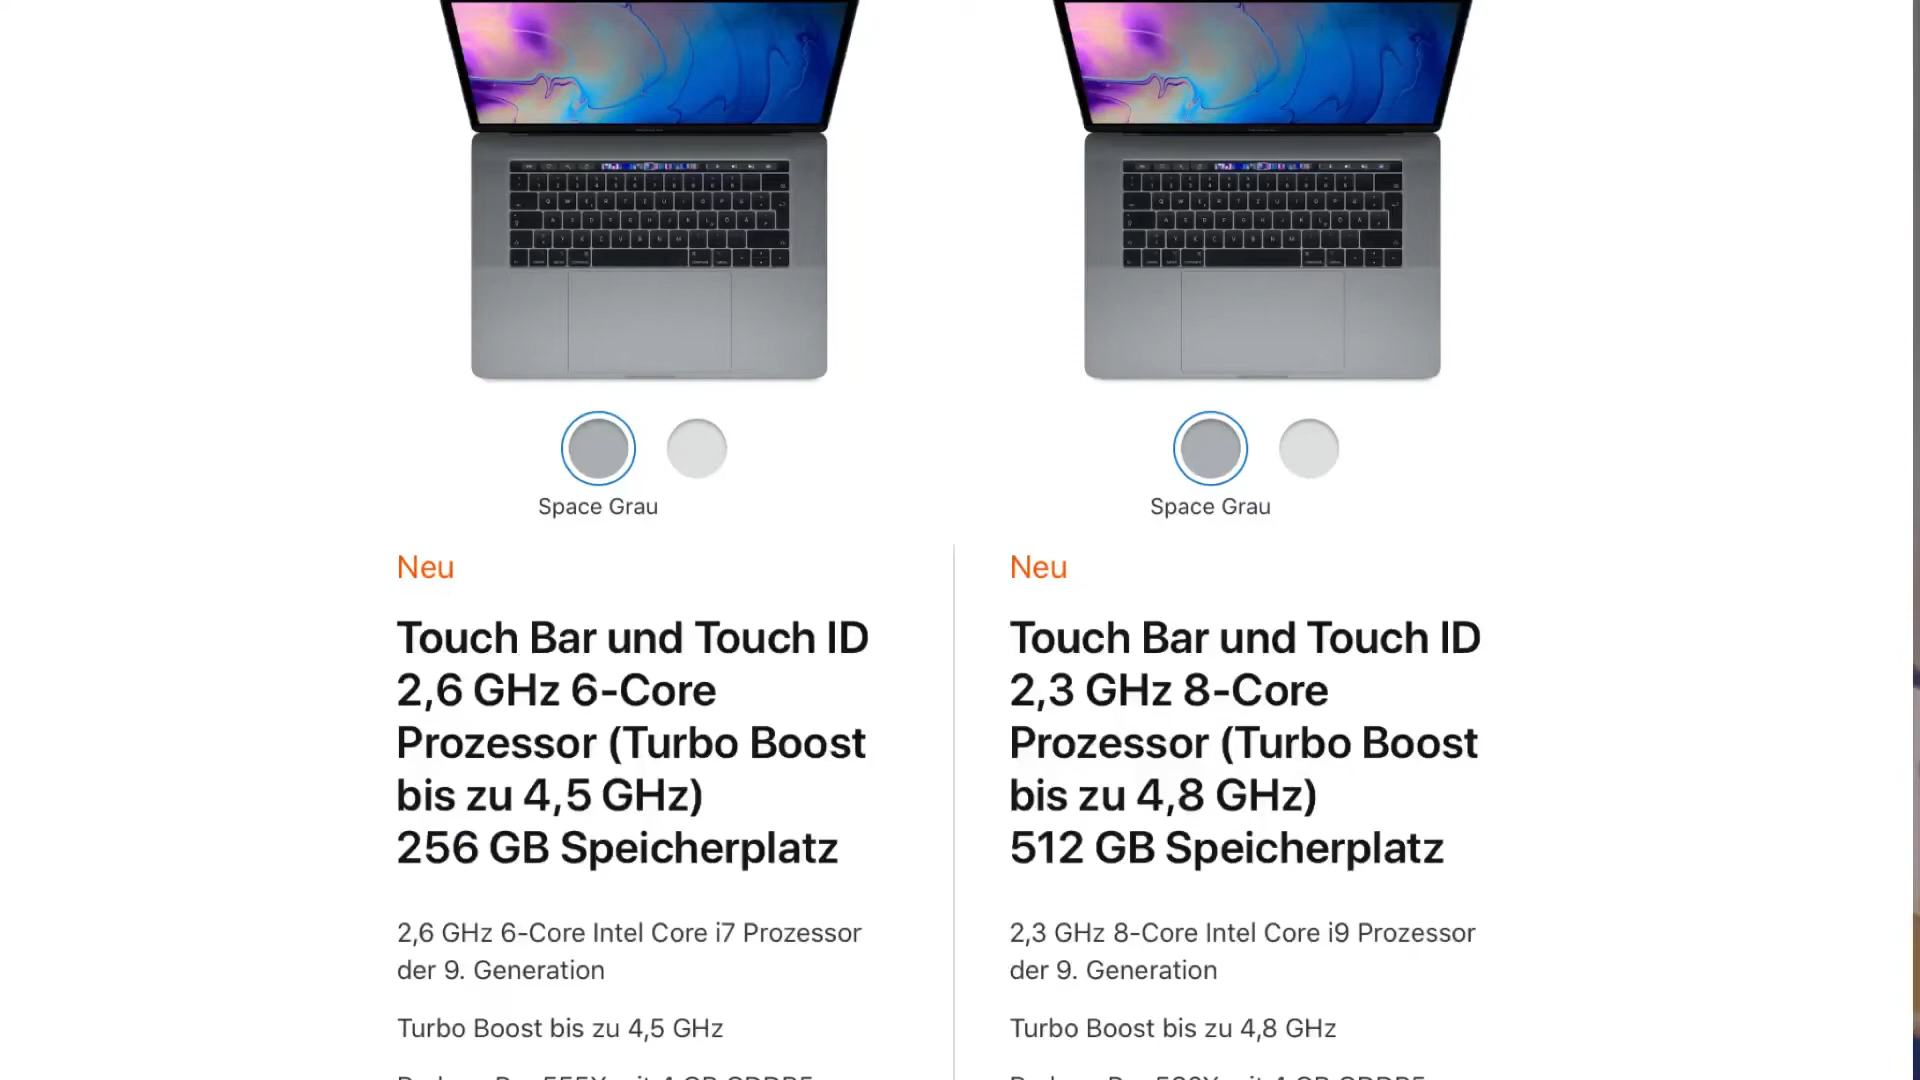 Space Grau
Neu
Touch Bar und Touch ID
2,6 GHz 6-Core
Prozessor (Turbo Boost
bis zu 4,5 GHz)
256 GB Speicherplatz
2,6 GHz 6-Core Intel Core i7 Prozessor
der 9. Generation
Turbo Boost bis zu 4,5 GHz
Space Grau
Neu
Touch Bar und Touch ID
2,3 GHz 8-Core
Prozessor (Turbo Boost
bis zu 4,8 GHz)
512 GB Speicherplatz
2,3 GHz 8-Core Intel Core i9 Prozessor
der 9. Generation
Turbo Boost bis zu 4,8 GHz